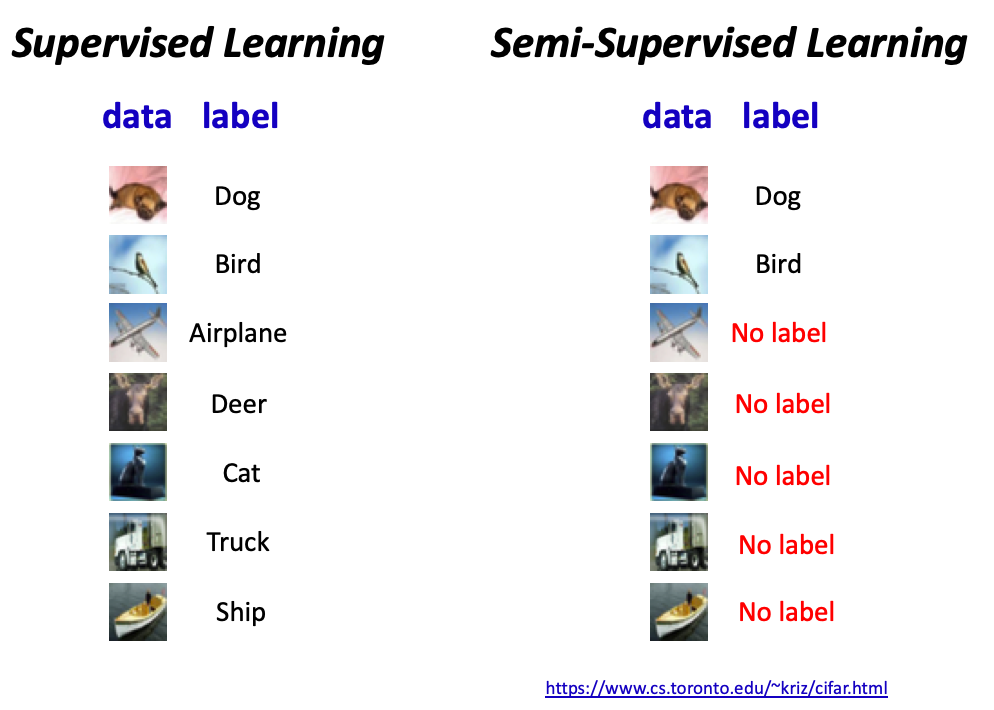 Supervised Learning
data label
Dog
Bird
Airplane
Deer
Cat
Truck
Ship
Semi-Supervised Learning
data label
Dog
Bird
No label
No label
No label
No label
No label
https://www.cs.toronto.edu/~kriz/cifar.html